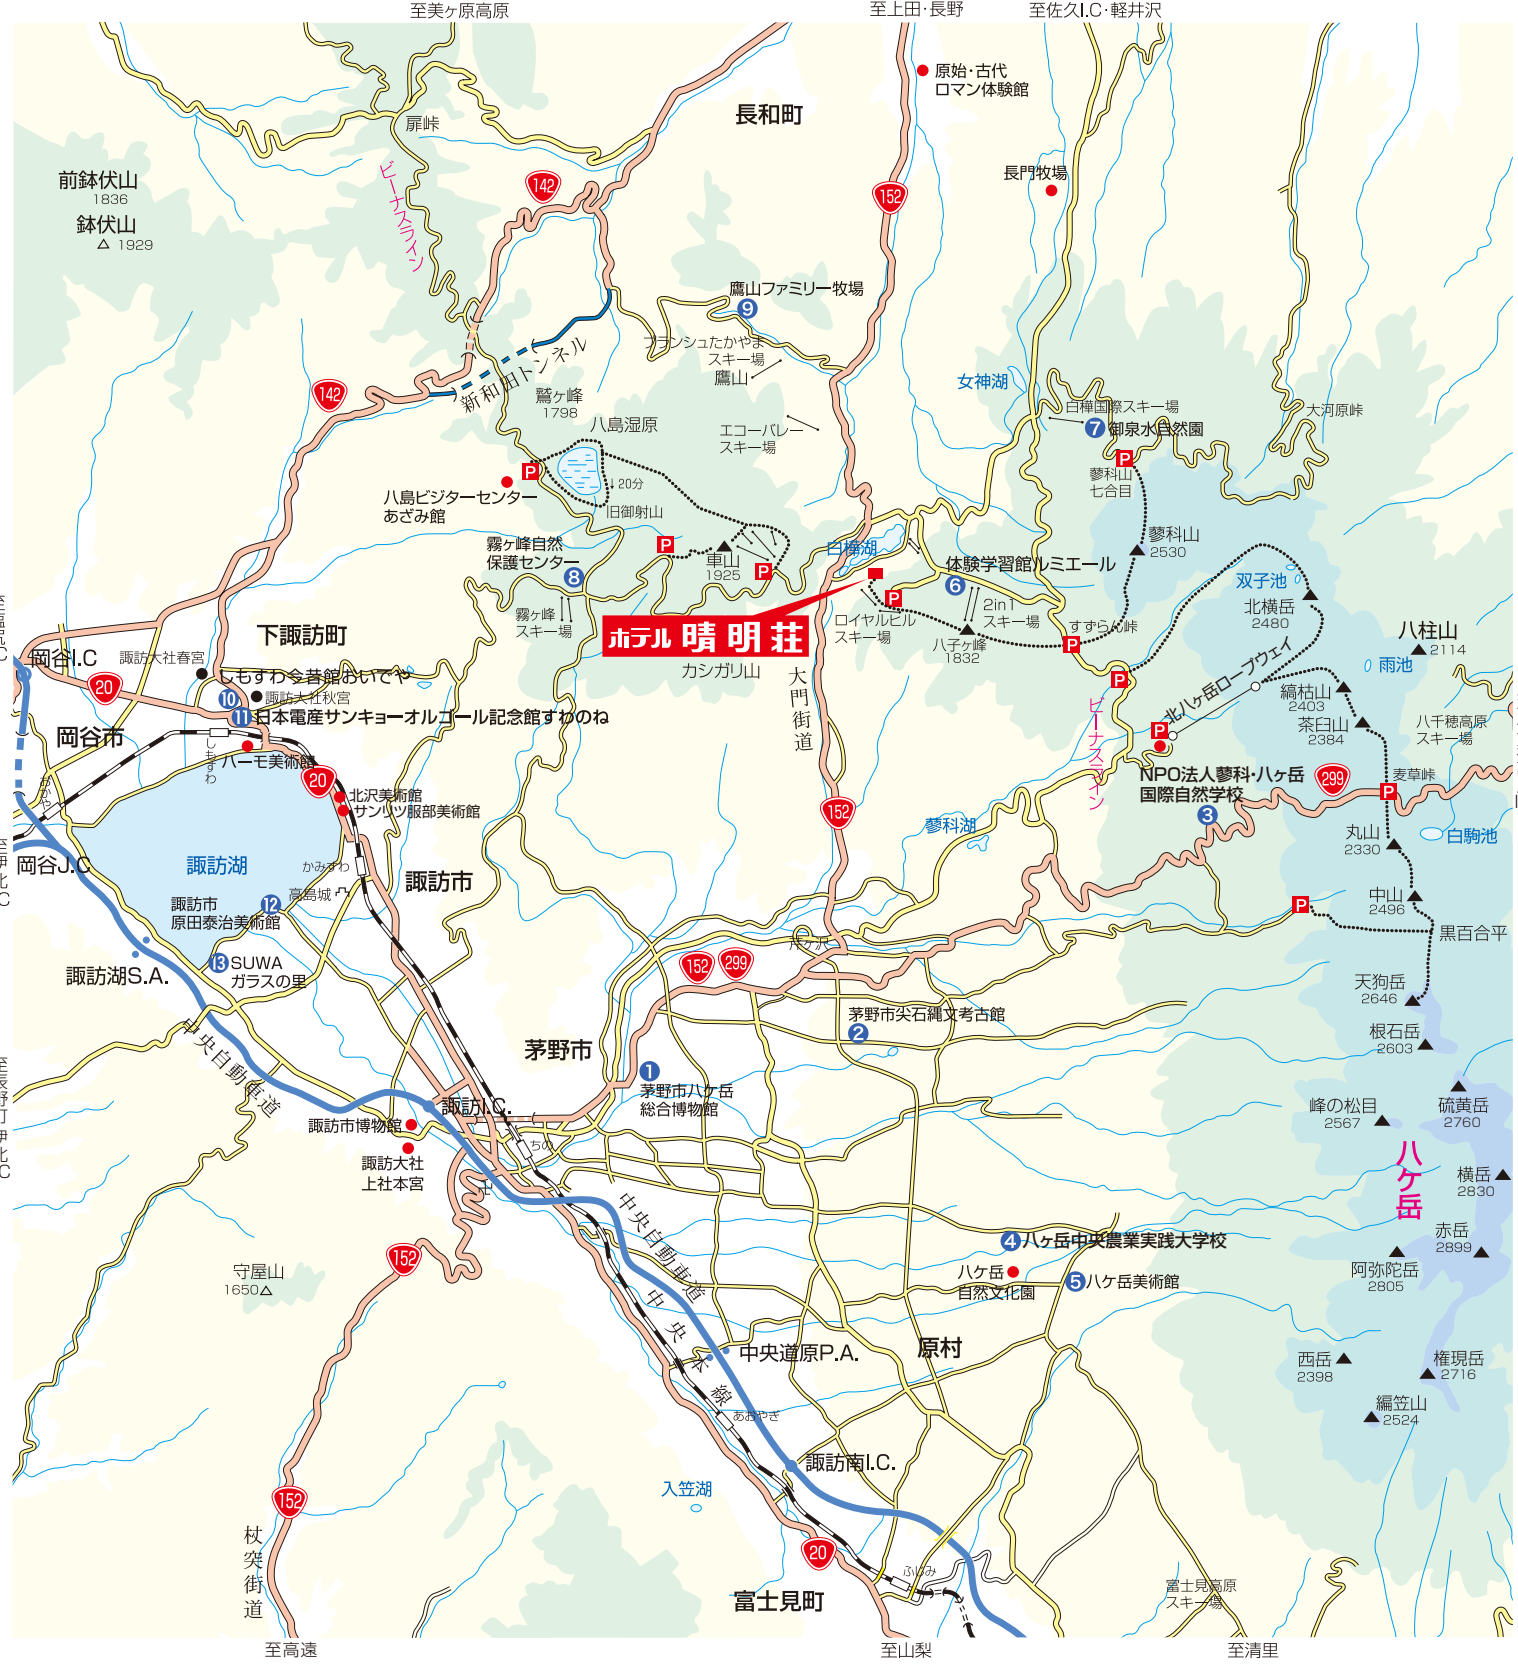 至美ヶ原高原
至上田・長野
至佐久I.C・軽井沢
原始・古代
ロマン体験館
長和町
扉峠
ビーナスライン
前鉢伏山
1836
鉢伏山
1929
142
152
長門牧場
鷹山ファミリー牧場
9
ブランシュたかやま
スキー場
鷹山
新和田トンネル
142
鷲ヶ峰
1798
八島湿原
エコーバレー
スキー場
女神湖
白樺国際スキー場
7
御泉水自然園
大河原峠
P
蓼科山
七合目
P
八島ビジターセンター
あざみ館
↓20分
旧御射山
霧ヶ峰自然
保護センター
8
P
車山
1925
P
白樺湖
体験学習館ルミエール
6
蓼科山
2530
双子池
北横岳
2480
霧ヶ峰
スキー場
ホテル 晴明荘
カシガリ山
P
ロイヤルヒル
スキー場
2in1
スキー場
八子ヶ峰
1832
すずらん峠
P
八柱山
2114
雨池
下諏訪町
岡谷I.C
諏訪大社春宮
20
しもすわ今昔館おいでや
10
諏訪大社秋宮
11
日本電産サンキョーオルゴール記念館すわのね
大門街道
P
ビーナスライン
北八ヶ岳ロープウェイ
P
縞枯山
2403
茶臼山
2384
八千穂高原
スキー場
岡谷市
しもすわ
ハーモ美術館
おかや
20
北沢美術館
サンリツ服部美術館
NPO法人蓼科・八ヶ岳
国際自然学校
3
299
麦草峠
P
152
蓼科湖
丸山
2330
白駒池
岡谷J.C
諏訪湖
かみすわ
諏訪市
高島城
諏訪市
原田泰治美術館
12
中山
2496
P
黒百合平
諏訪湖S.A.
13
SUWA
ガラスの里
152
299
芹ヶ沢
天狗岳
2646
茅野市尖石縄文考古館
2
根石岳
2603
中央自動車道
茅野市
1
茅野市八ケ岳
総合博物館
諏訪I.C.
諏訪市博物館
ちの
諏訪大社
上社本宮
峰の松目
2567
硫黄岳
2760
八ケ岳
横岳
2830
中央自動車道
4
八ヶ岳中央農業実践大学校
赤岳
2899
阿弥陀岳
2805
八ケ岳
自然文化園
5
八ケ岳美術館
152
守屋山
1650
中央本線
中央道原P.A.
原村
西岳
2398
権現岳
2716
編笠山
2524
あおやぎ
諏訪南I.C.
入笠湖
152
杖突街道
20
ふじみ
富士見町
富士見高原
スキー場
至高遠
至山梨
至清里